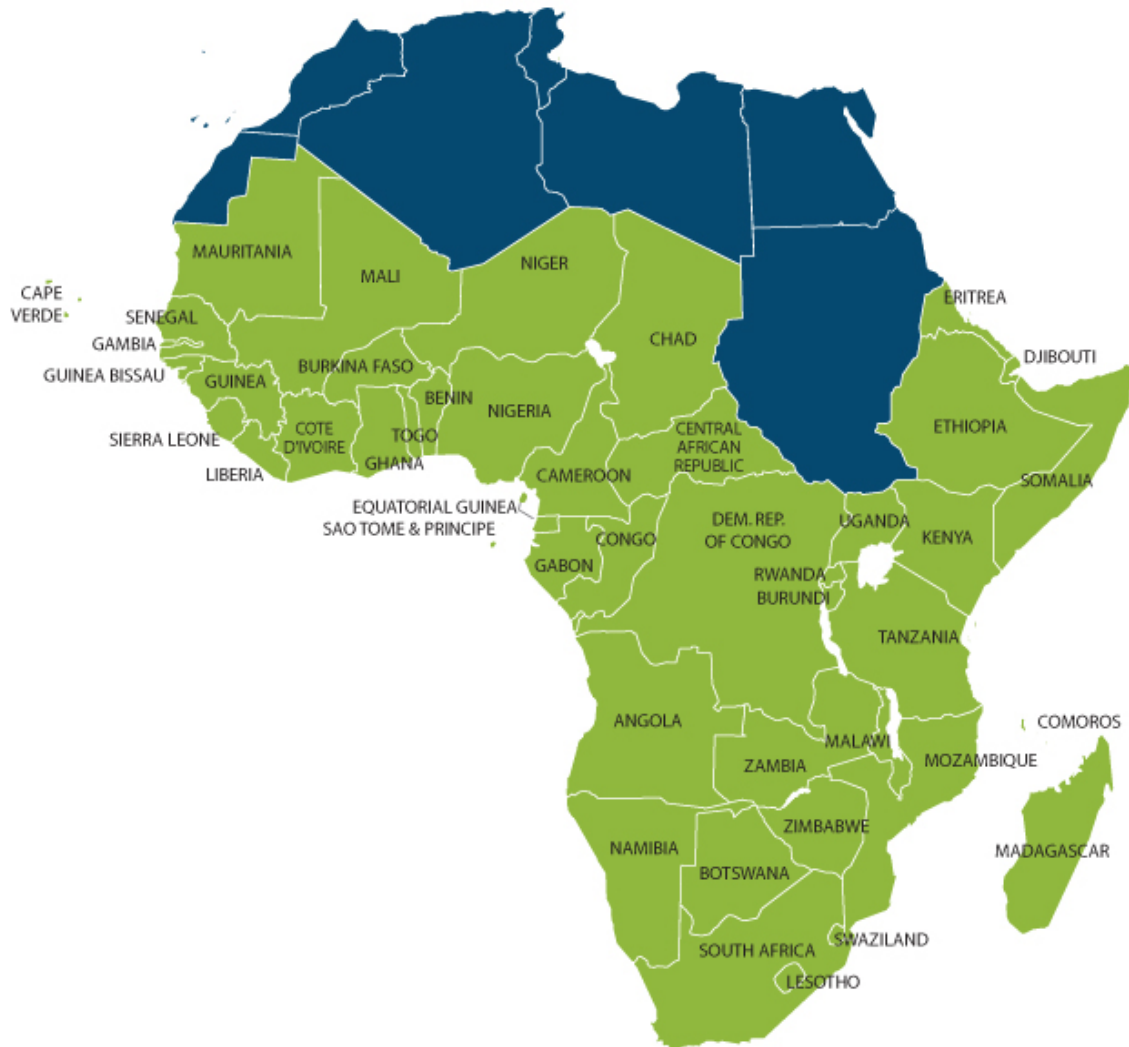 MAURITANIA
NIGER
MALI
CAPE
VERDE
ERITREA
SENEGAL
CHAD
GAMBIA
DJIBOUTI
BURKINA FASO
GUINEA BISSAU
GUINEA
BENIN
NIGERIA
COTE
D'IVOIRE
CENTRAL
AFRICAN
REPUBLIC
ETHIOPIA
SIERRA LEONE
TOGO
GHANA
LIBERIA
CAMEROON
SOMALIA
EQUATORIAL GUINEA
SAO TOME & PRINCIPE
DEM. REP.
OF CONGO
UGANDA
CONGO
KENYA
GABON
RWANDA
BURUNDI
TANZANIA
ANGOLA
COMOROS
MALAWI
MOZAMBIQUE
ZAMBIA
ZIMBABWE
NAMIBIA
MADAGASCAR
BOTSWANA
SWAZILAND
SOUTH AFRICA
LESOTHO